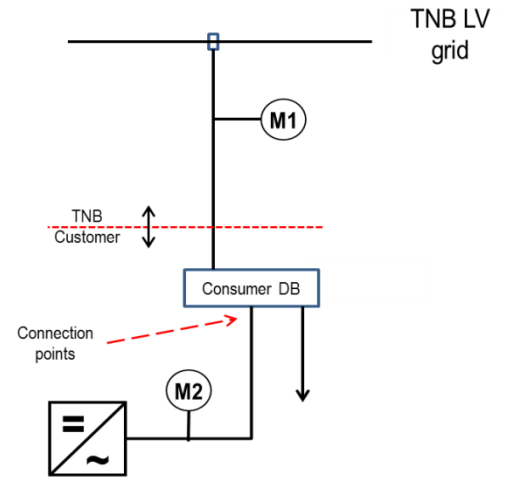 TNB LV
grid
M1
TNB
Customer
Consumer DB
Connection
points
M2
=
~